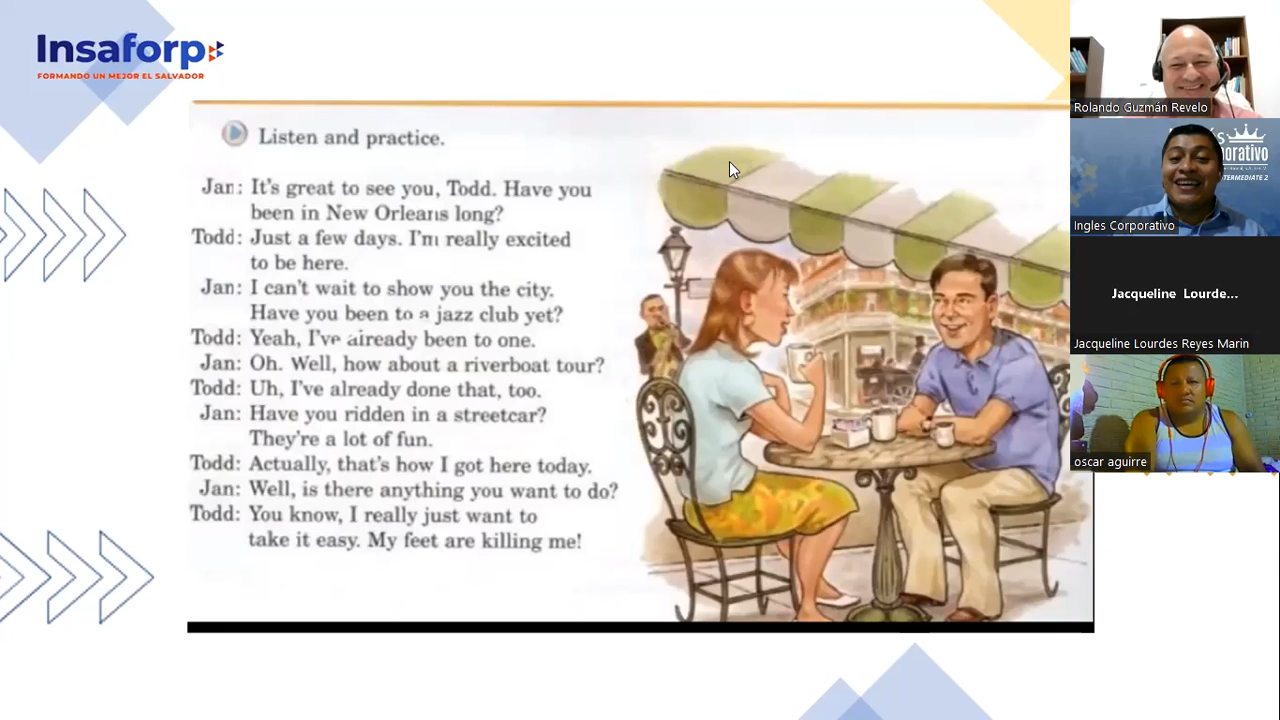 Insaforp
FORMANDO UN MEJOR EL SALVADOR
Listen and practice.
Jan: It's great to see you, Todd. Have you
been in New Orleans long?
Todd: Just a few days. I'm really excited
to be here.
Jan: I can't wait to show you the city.
Have you been to a jazz club yet?
Todd: Yeah, I've already been to one.
Jan: Oh. Well, how about a riverboat tour?
Todd: Uh, I've already done that, too.
Jan: Have you ridden in a streetcar?
They're a lot of fun.
Todd: Actually, that's how I got here today.
Jan: Well, is there anything you want to do?
Todd: You know, I really just want to
take it easy. My feet are killing me!
Rolando Guzmán Revelo
Ingles Corporativo
Jacqueline Lourde...
Jacqueline Lourdes Reyes Marin
oscar aguirre